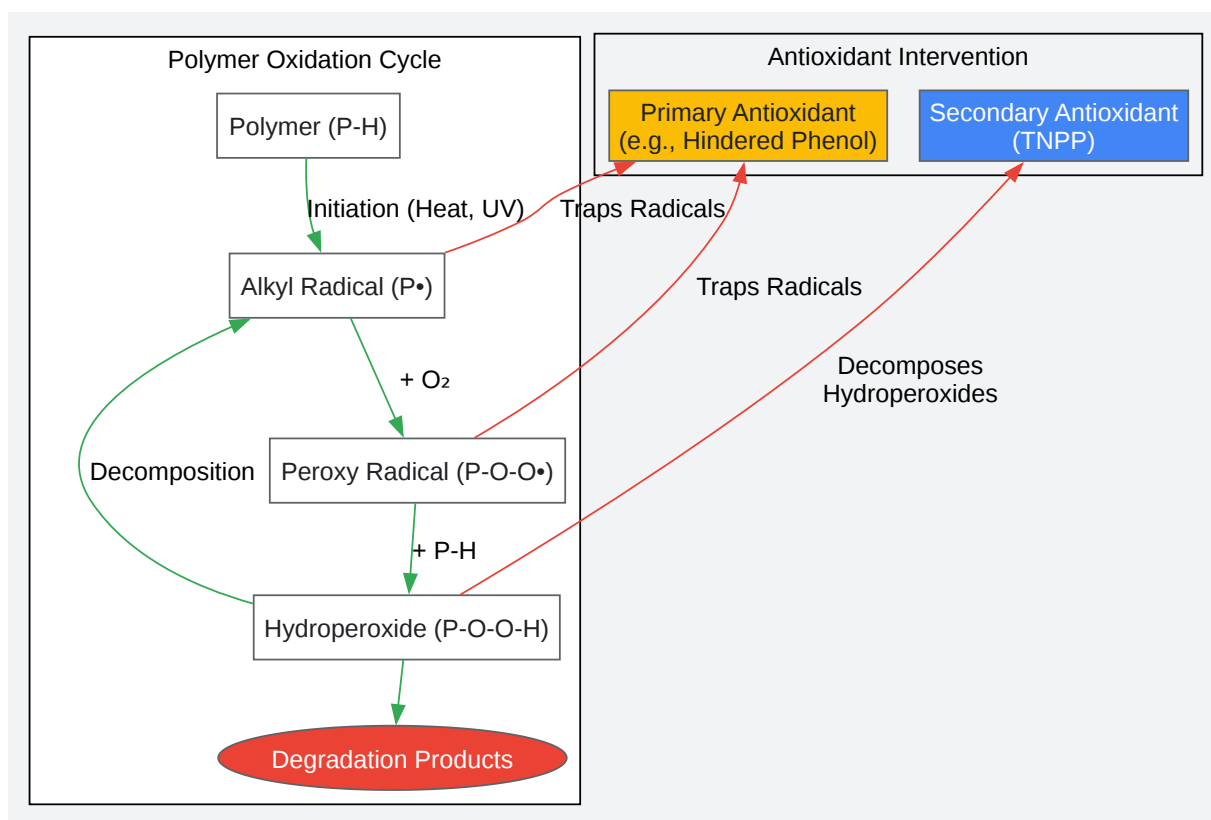 Polymer Oxidation Cycle
Antioxidant Intervention
Polymer (P-H)
Primary Antioxidant
(e.g., Hindered Phenol)
Secondary Antioxidant
(TNPP)
Initiation (Heat, UV)
Traps Radicals
Alkyl Radical (P•)
Traps Radicals
+ O₂
Decomposes
Hydroperoxides
Decomposition
Peroxy Radical (P-O-O•)
+ P-H
Hydroperoxide (P-O-O-H)
Degradation Products